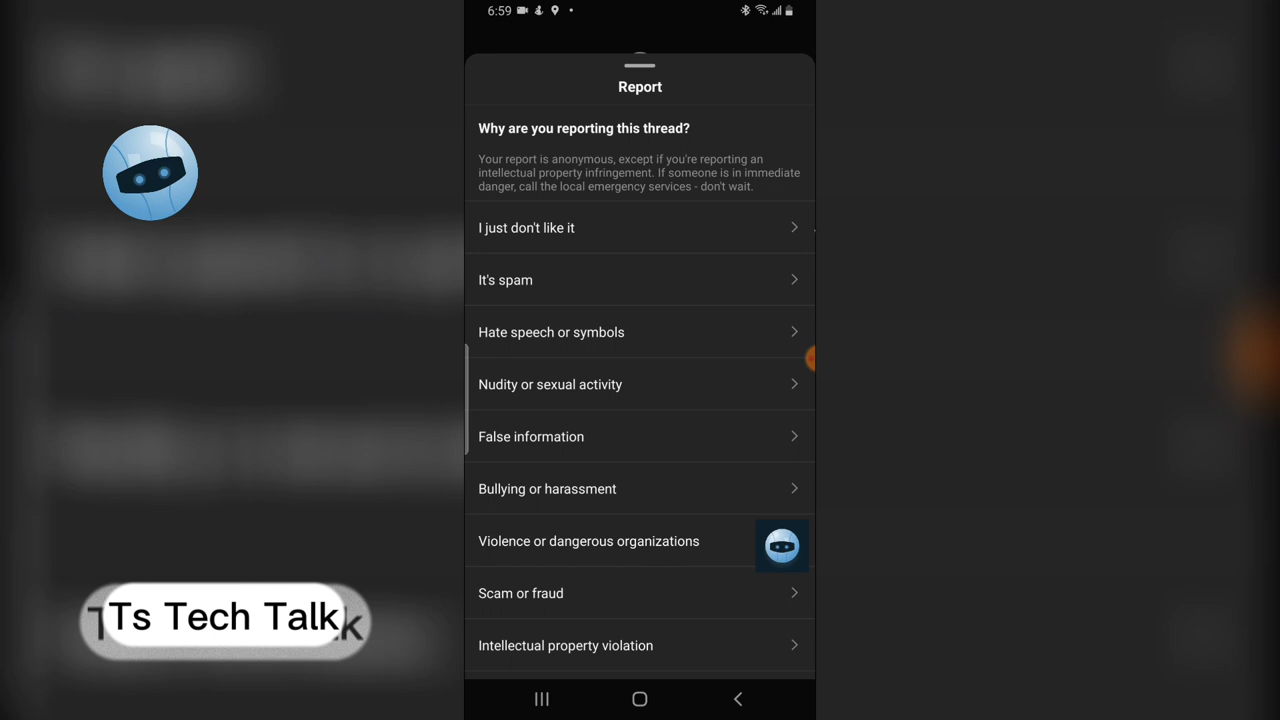 6:59
Report
Why are you reporting this thread?
Your report is anonymous, except if you're reporting an
intellectual property infringement. If someone is in immediate
danger, call the local emergency services - don't wait.
I just don't like it
It's spam
Hate speech or symbols
Nudity or sexual activity
False information
Bullying or harassment
Violence or dangerous organizations
Scam or fraud
Intellectual property violation
Ts Tech Talk